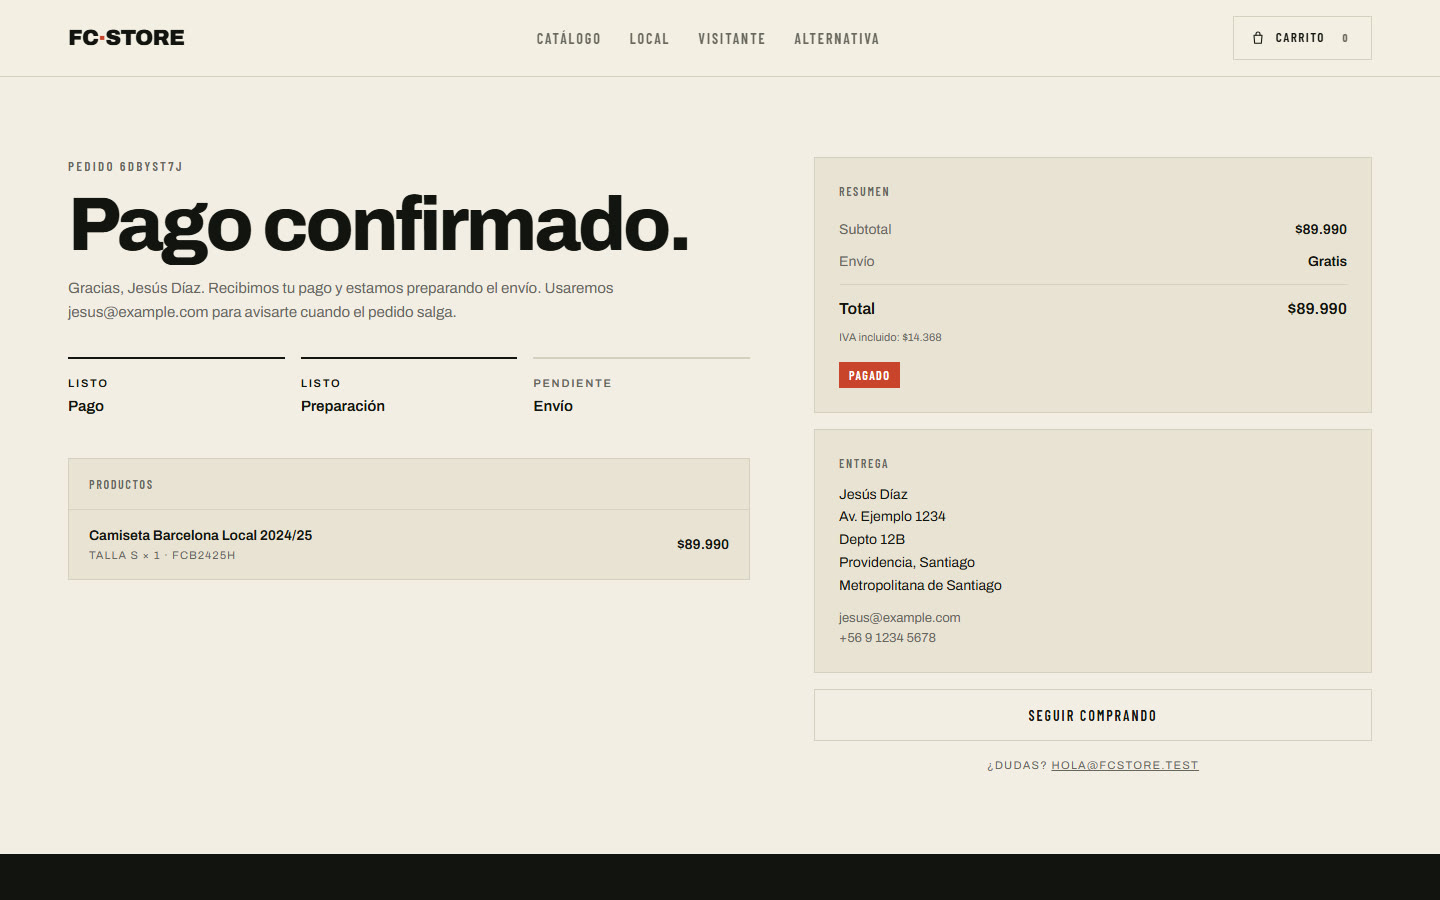 FC·STORE
CATÁLOGO
LOCAL
VISITANTE
ALTERNATIVA
CARRITO 0
PEDIDO 6DBYST7J
Pago confirmado.
Gracias, Jesús Díaz. Recibimos tu pago y estamos preparando el envío. Usaremos
jesus@example.com para avisarte cuando el pedido salga.
LISTO
Pago
LISTO
Preparación
PENDIENTE
Envío
PRODUCTOS
Camiseta Barcelona Local 2024/25
TALLA S × 1 · FCB2425H
$89.990
RESUMEN
Subtotal $89.990
Envío Gratis
Total $89.990
IVA incluido: $14.368
PAGADO
ENTREGA
Jesús Díaz
Av. Ejemplo 1234
Depto 12B
Providencia, Santiago
Metropolitana de Santiago
jesus@example.com
+56 9 1234 5678
SEGUIR COMPRANDO
¿DUDAS? HOLA@FCSTORE.TEST